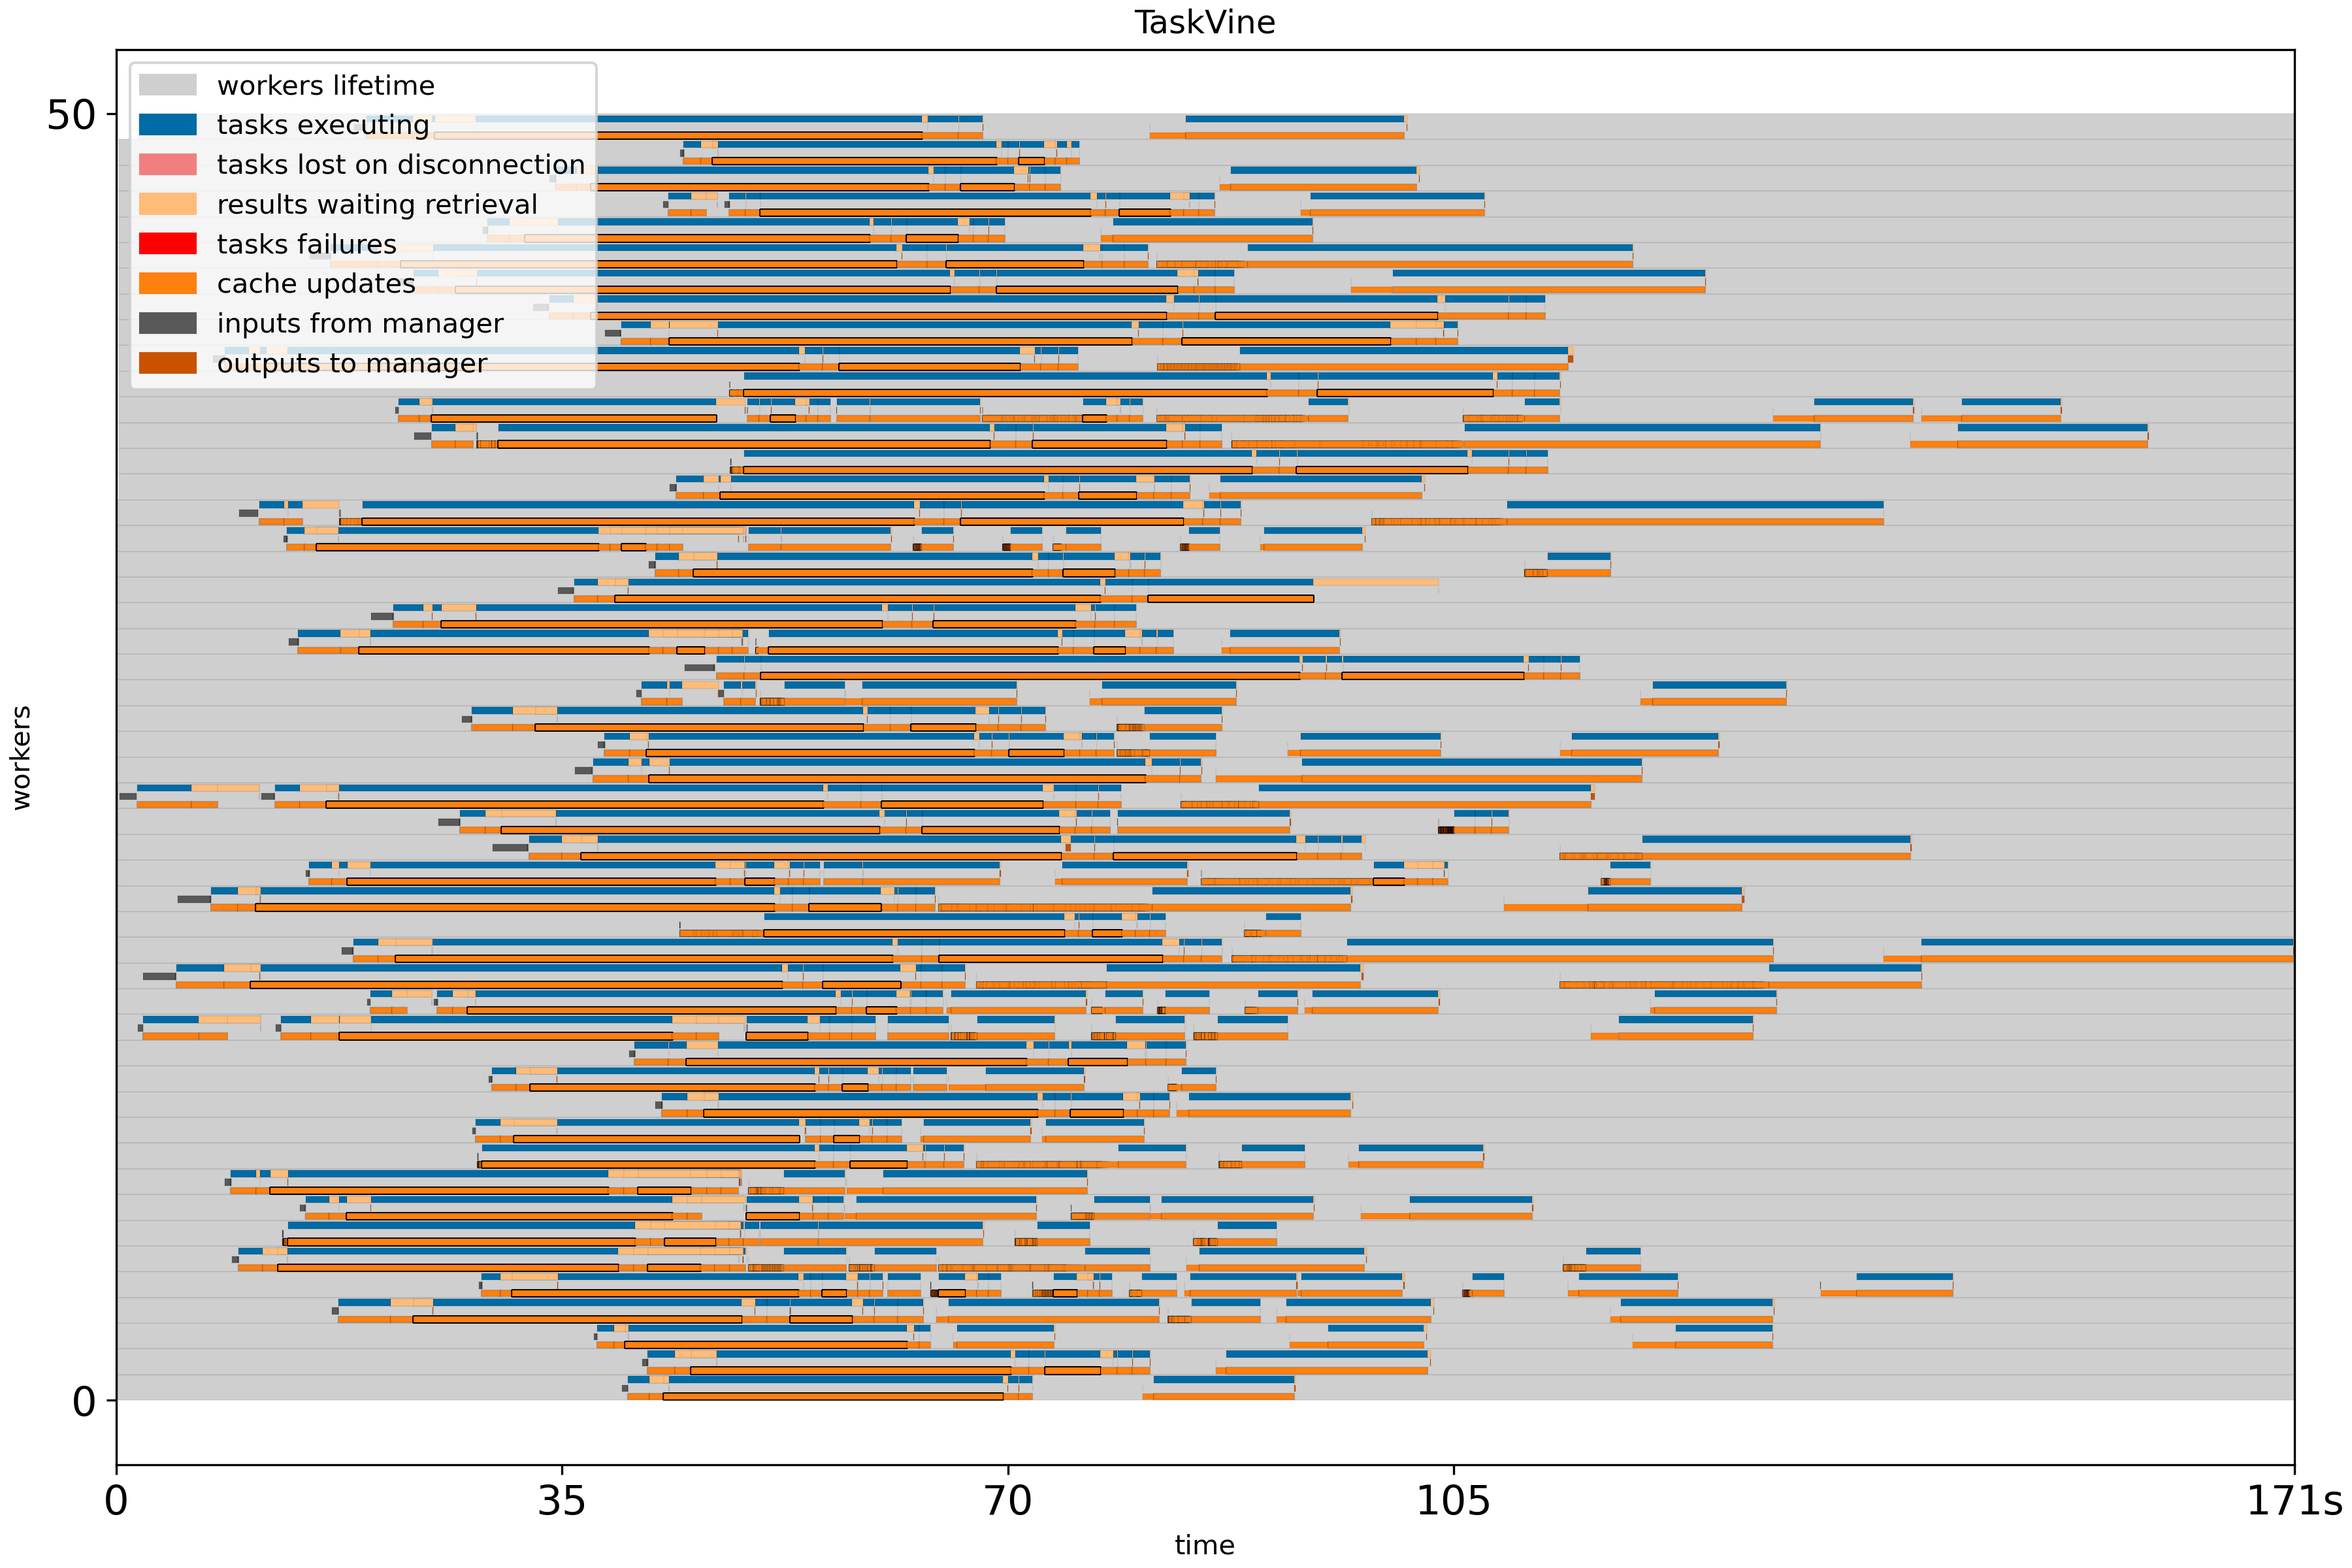 TaskVine
50
workers lifetime
tasks executing
tasks lost on disconnection
results waiting retrieval
tasks failures
cache updates
inputs from manager
outputs to manager
workers
0
0
35
70
105
171s
time